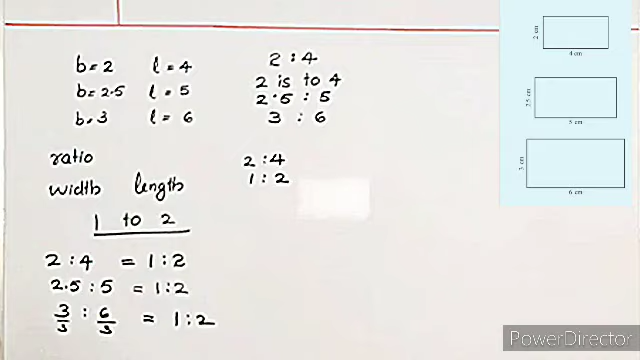 b=2 l=4
b=2.5 l=5
b=3 l=6
2:4
2 is to 4
2.5:5
3:6
ratio
width length
1 to 2
2:4
1:2
2:4 = 1:2
2.5:5 = 1:2
3/3 : 6/3 = 1:2
2 cm
4 cm
2.5 cm
5 cm
3 cm
6 cm
PowerDirector